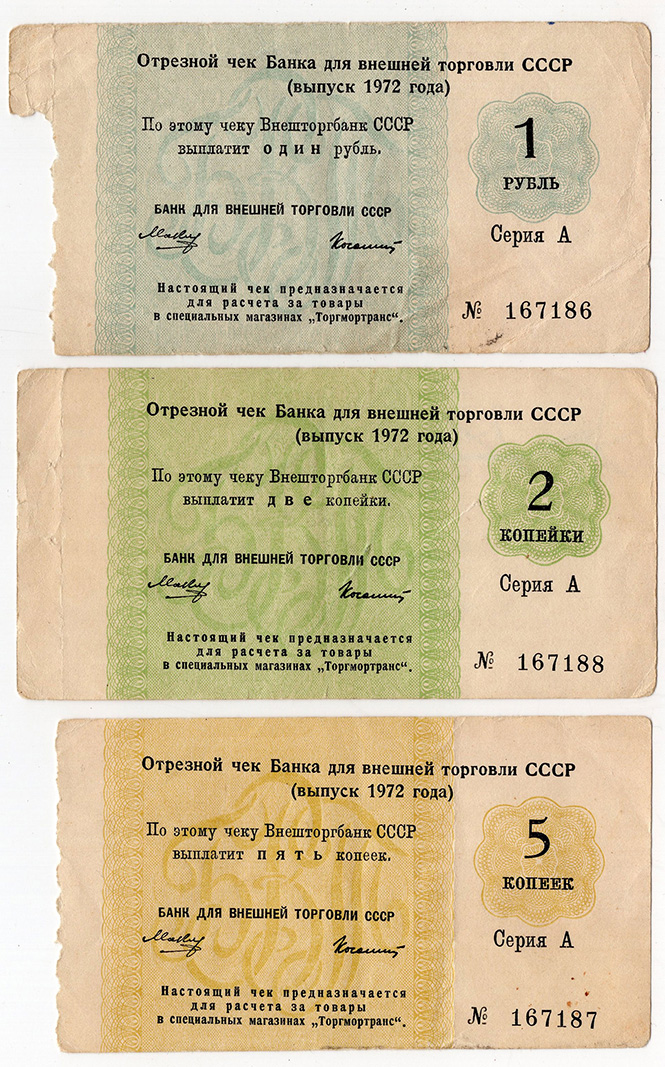 Отрезной чек Банка для внешней торговли СССР
(выпуск 1972 года)
По этому чеку Внешторгбанк СССР
выплатит один рубль.
1
РУБЛЬ
БАНК ДЛЯ ВНЕШНЕЙ ТОРГОВЛИ СССР
Серия А
Настоящий чек предназначается
для расчета за товары
в специальных магазинах „Торгмортранс“.
№ 167186
Отрезной чек Банка для внешней торговли СССР
(выпуск 1972 года)
По этому чеку Внешторгбанк СССР
выплатит две копейки.
2
КОПЕЙКИ
БАНК ДЛЯ ВНЕШНЕЙ ТОРГОВЛИ СССР
Серия А
Настоящий чек предназначается
для расчета за товары
в специальных магазинах „Торгмортранс“.
№ 167188
Отрезной чек Банка для внешней торговли СССР
(выпуск 1972 года)
По этому чеку Внешторгбанк СССР
выплатит пять копеек.
5
КОПЕЕК
БАНК ДЛЯ ВНЕШНЕЙ ТОРГОВЛИ СССР
Серия А
Настоящий чек предназначается
для расчета за товары
в специальных магазинах „Торгмортранс“.
№ 167187